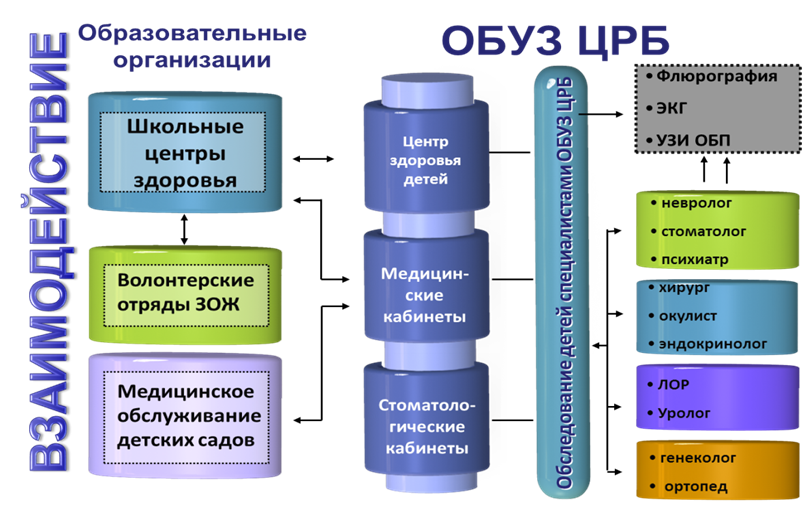 ВЗАИМОДЕЙСТВИЕ
Образовательные
организации
Школьные
центры
здоровья
Волонтерские
отряды ЗОЖ
Медицинское
обслуживание
детских садов
ОБУЗ ЦРБ
Центр
здоровья
детей
Медицин-
ские
кабинеты
Стоматоло-
гические
кабинеты
Обследование детей специалистами ОБУЗ ЦРБ
• Флюрография
• ЭКГ
• УЗИ ОБП
• невролог
• стоматолог
• психиатр
• хирург
• окулист
• эндокринолог
• ЛОР
• Уролог
• генеколог
• ортопед